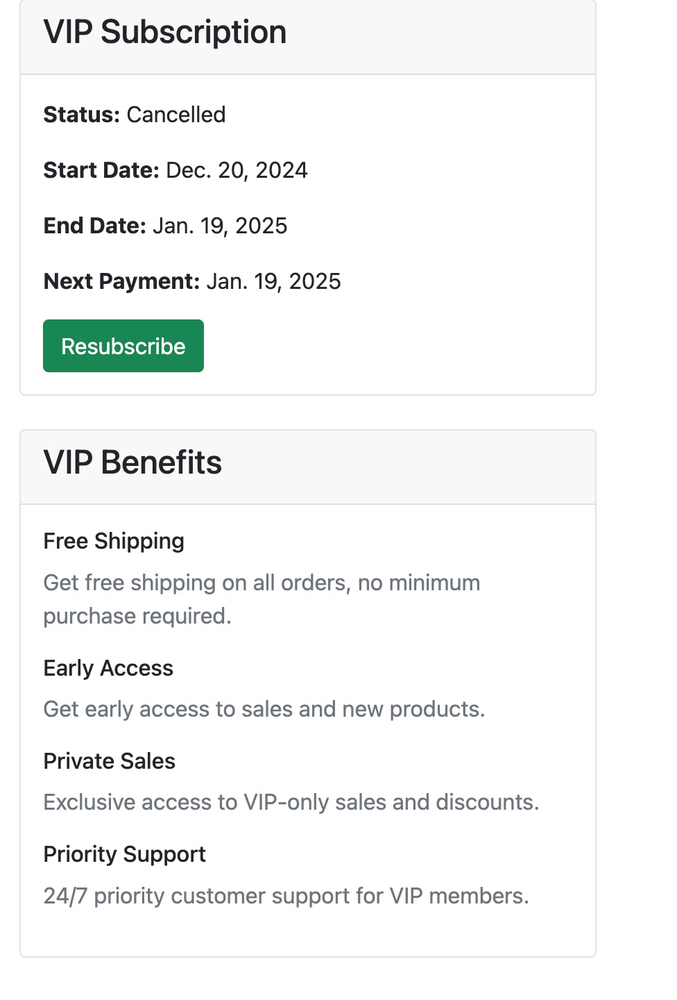 VIP Subscription
Status: Cancelled
Start Date: Dec. 20, 2024
End Date: Jan. 19, 2025
Next Payment: Jan. 19, 2025
Resubscribe
VIP Benefits
Free Shipping
Get free shipping on all orders, no minimum
purchase required.
Early Access
Get early access to sales and new products.
Private Sales
Exclusive access to VIP-only sales and discounts.
Priority Support
24/7 priority customer support for VIP members.